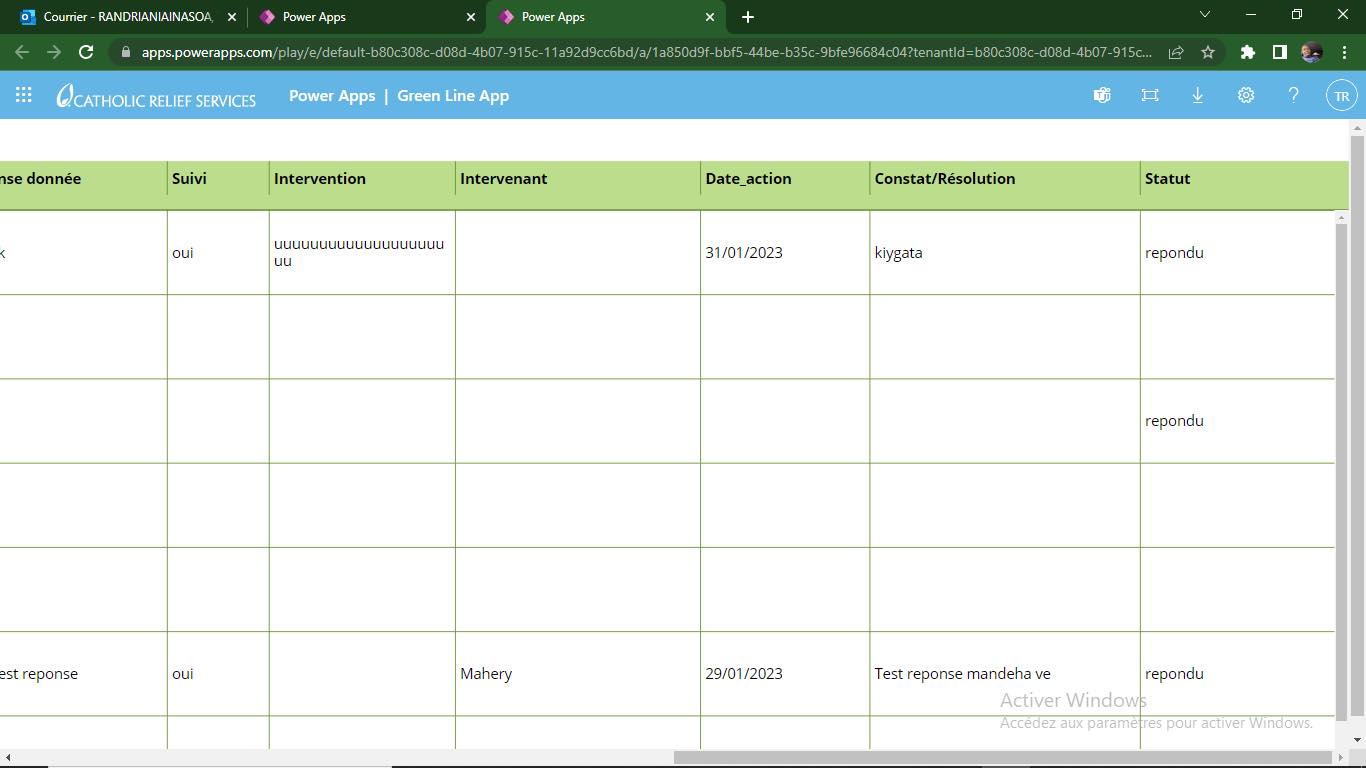 Courrier - RANDRIANIAINASOA,
Power Apps
Power Apps
apps.powerapps.com/play/e/default-b80c308c-d08d-4b07-915c-11a92d9cc6bd/a/1a850d9f-bbf5-44be-b35c-9bfe96684c04?tenantId=b80c308c-d08d-4b07-915c...
CATHOLIC RELIEF SERVICES Power Apps | Green Line App TR
nse donnée Suivi Intervention Intervenant Date_action Constat/Résolution Statut
k oui uuuuuuuuuuuuuuuuuuu 31/01/2023 kiygata repondu
uu
repondu
est reponse oui Mahery 29/01/2023 Test reponse mandeha ve repondu
Activer Windows
Accédez aux paramètres pour activer Windows.